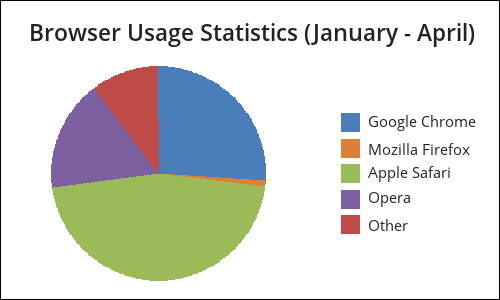 Browser Usage Statistics (January - April)
Google Chrome
Mozilla Firefox
Apple Safari
Opera
Other